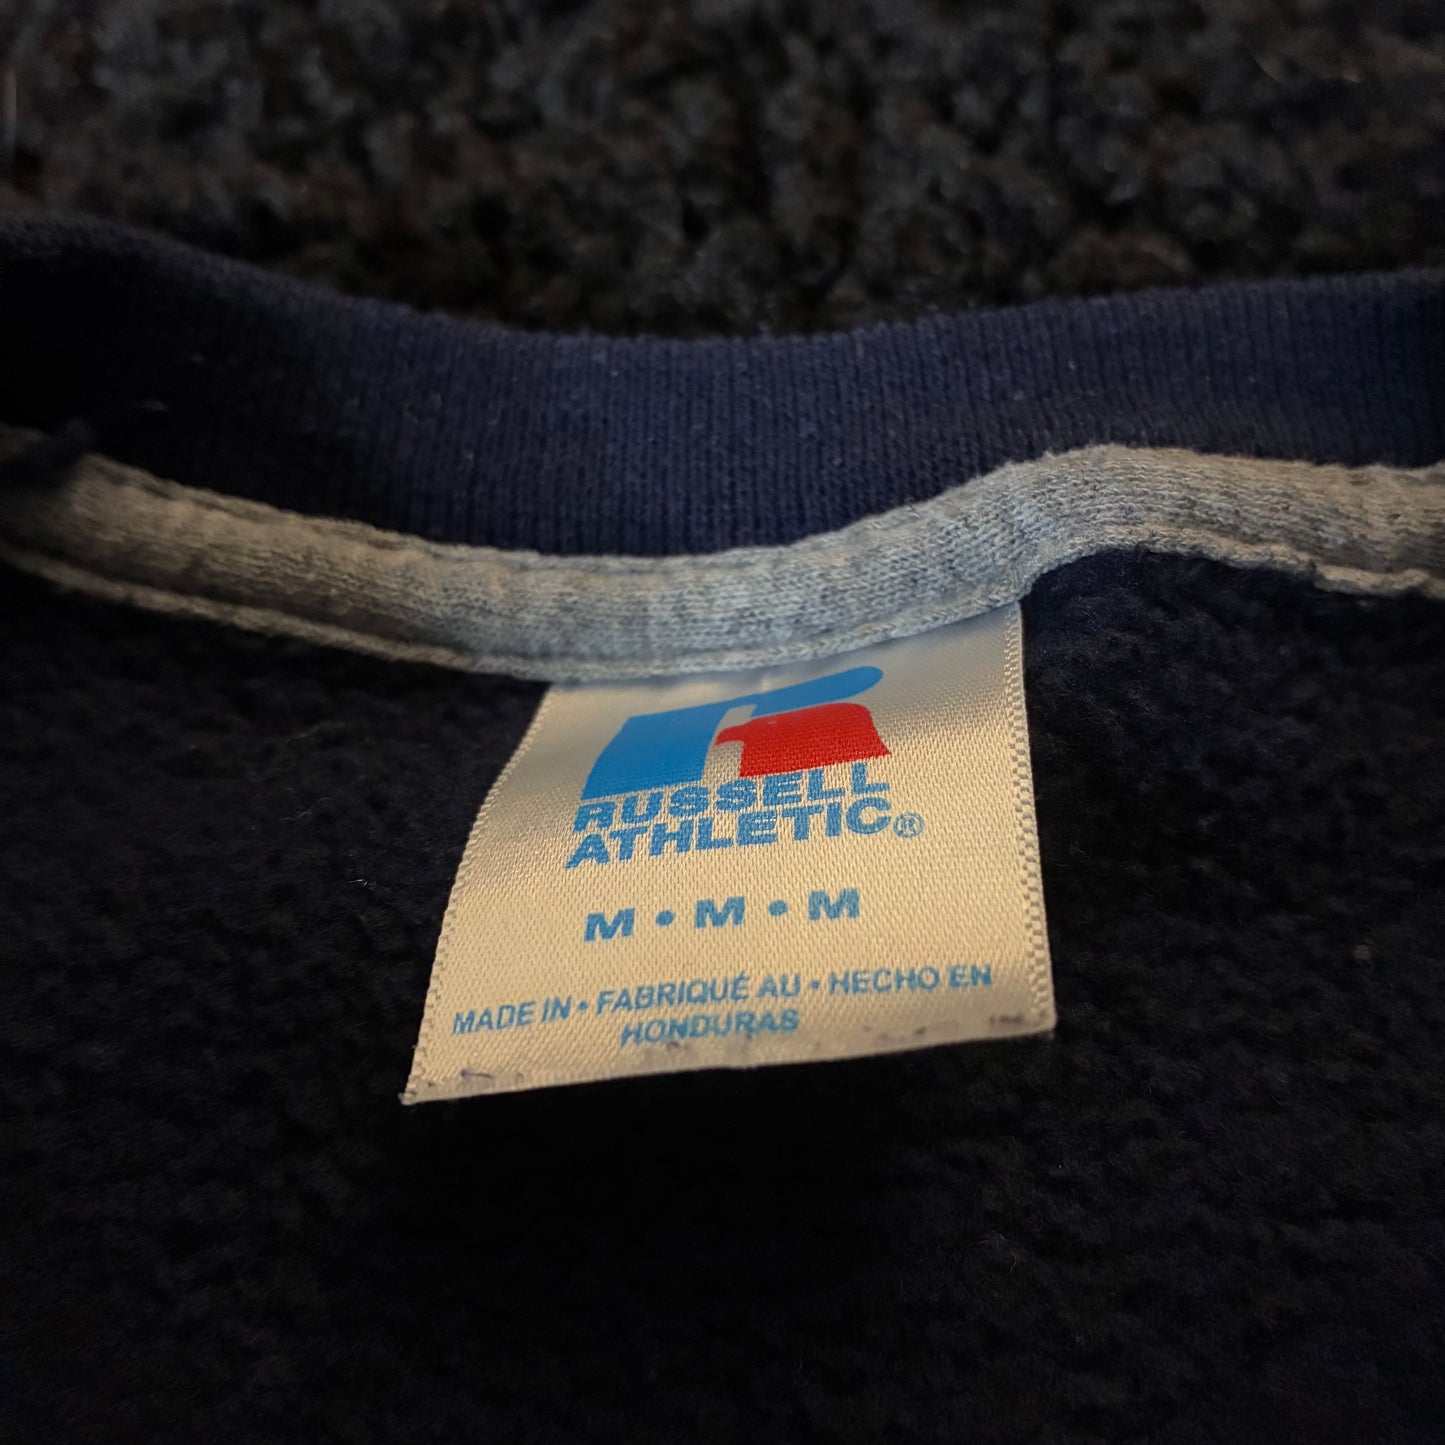 RUSSELL
ATHLETIC®
M • M • M
MADE IN • FABRIQUÉ AU • HECHO EN
HONDURAS